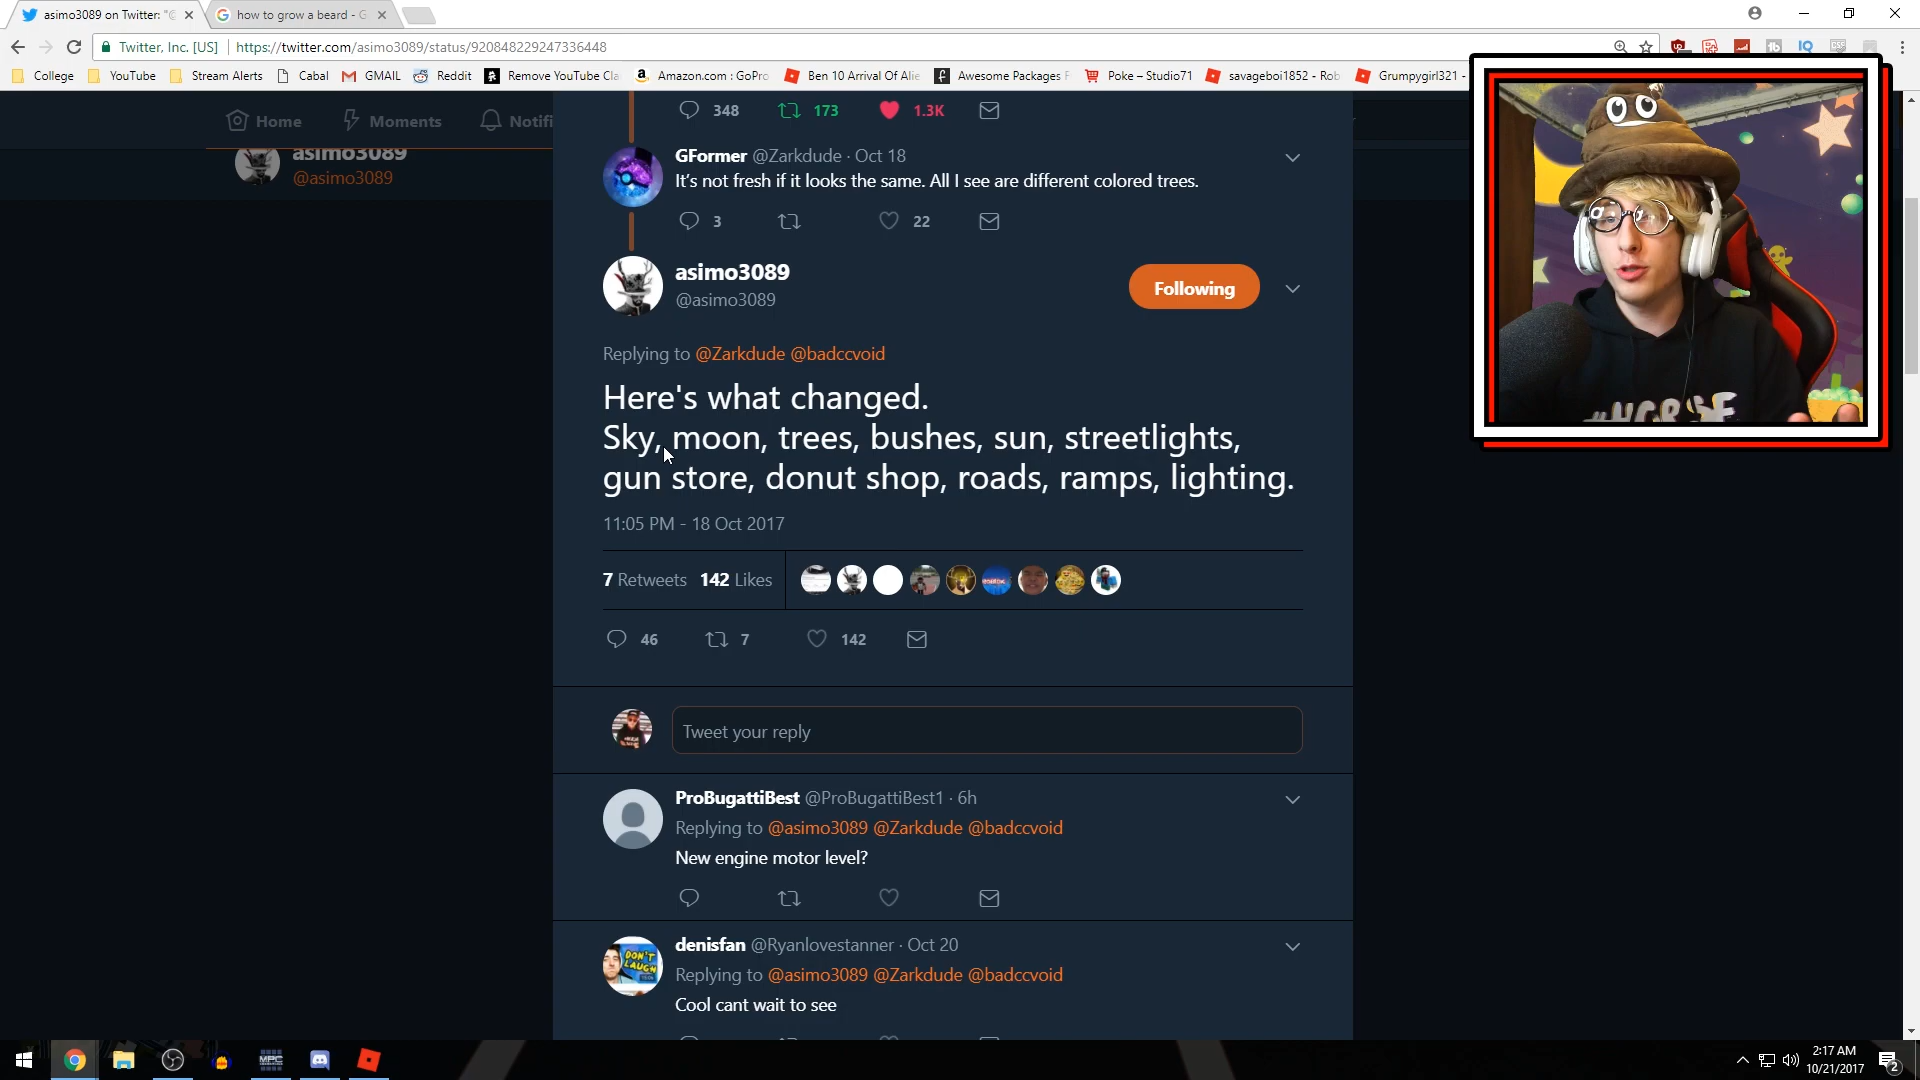 asimo3089 on Twitter: "@
how to grow a beard - G
Twitter, Inc. [US]
https://twitter.com/asimo3089/status/920848229247336448
College
YouTube
Stream Alerts
Cabal
GMAIL
Reddit
Remove YouTube Cla
Amazon.com : GoPro
Ben 10 Arrival Of Alie
Awesome Packages F
Poke – Studio71
savageboi1852 - Rob
Grumpygirl321 -
Home
Moments
Notifi
asimo3089
@asimo3089
348
173
1.3K
GFormer @Zarkdude · Oct 18
It's not fresh if it looks the same. All I see are different colored trees.
3
22
asimo3089
@asimo3089
Following
Replying to @Zarkdude @badccvoid
Here's what changed.
Sky, moon, trees, bushes, sun, streetlights,
gun store, donut shop, roads, ramps, lighting.
11:05 PM - 18 Oct 2017
7 Retweets 142 Likes
46
7
142
Tweet your reply
ProBugattiBest @ProBugattiBest1 · 6h
Replying to @asimo3089 @Zarkdude @badccvoid
New engine motor level?
denisfan @Ryanlovestanner · Oct 20
Replying to @asimo3089 @Zarkdude @badccvoid
Cool cant wait to see
DON'T
LAUGH
MPC
2:17 AM
10/21/2017
2